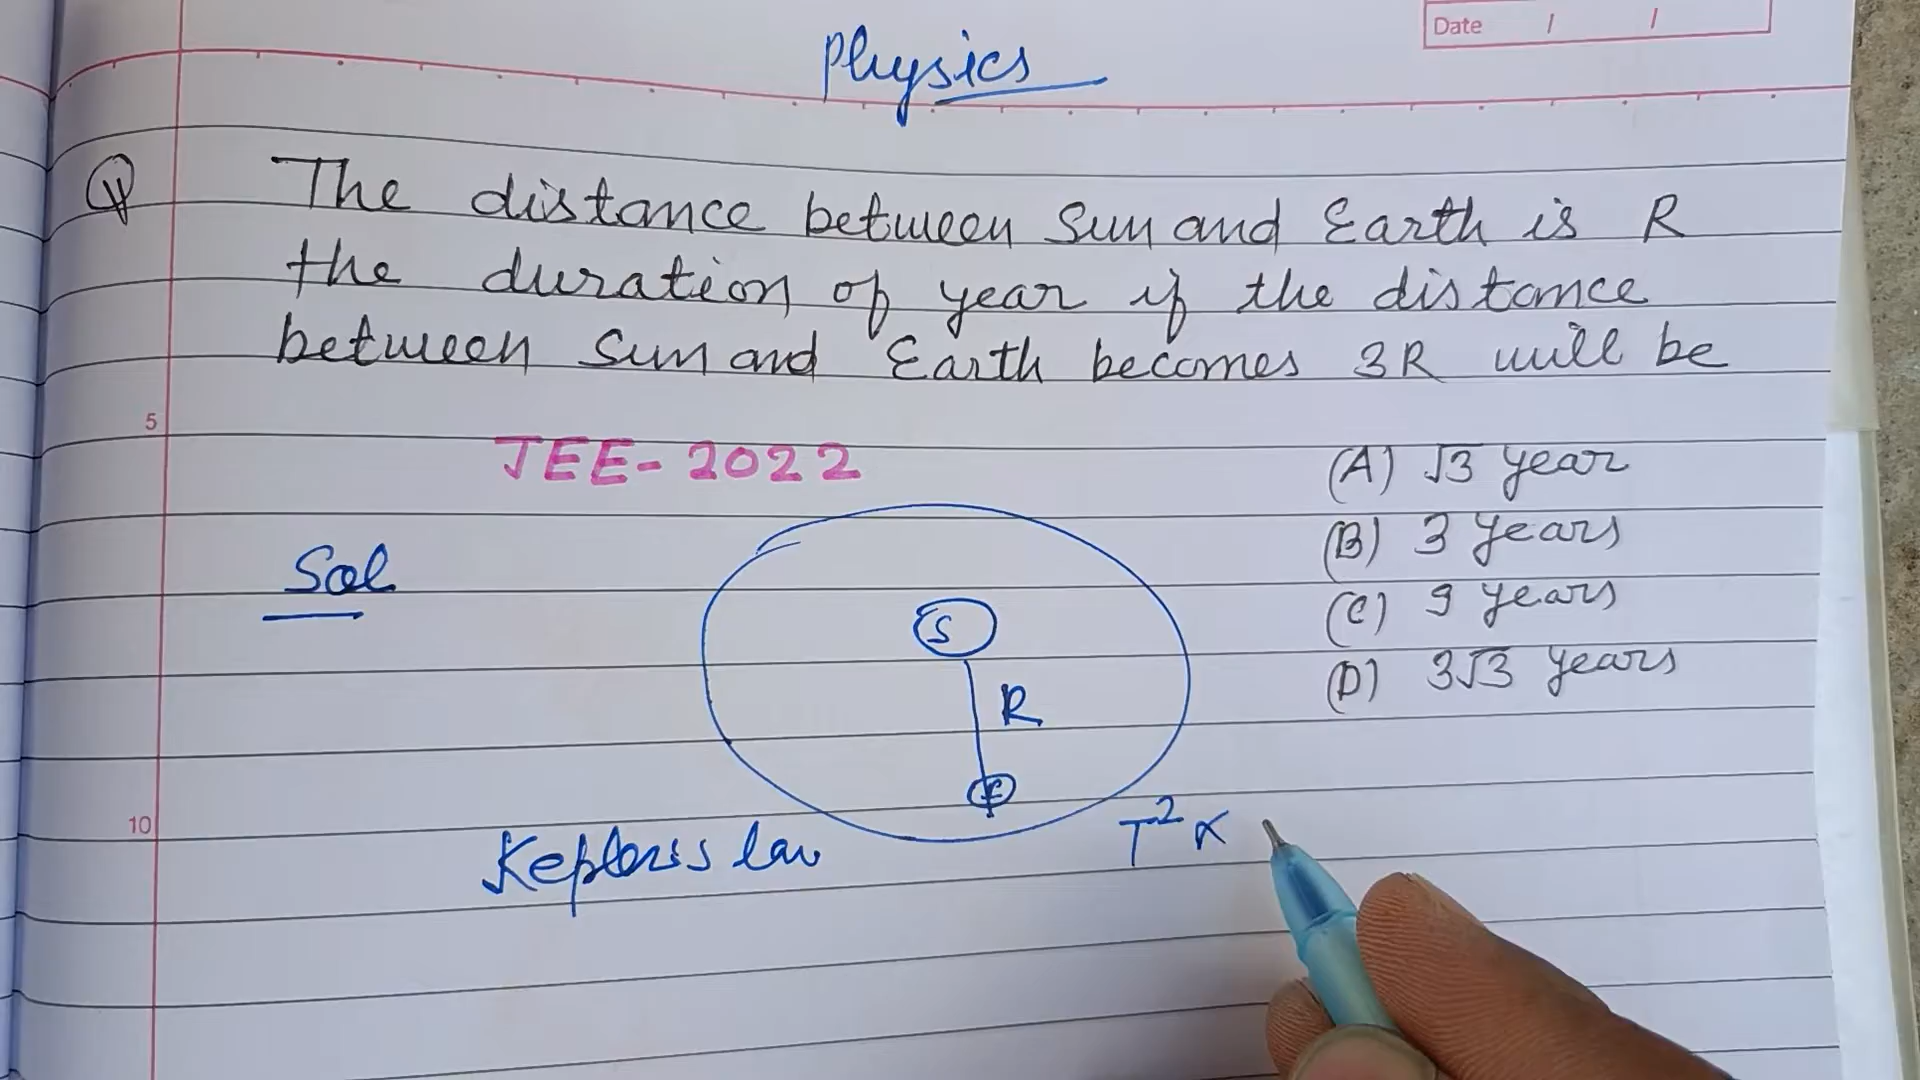 Date / /
Physics
Q The distance between Sun and Earth is R
the duration of year if the distance
between Sun and Earth becomes 3R will be
5
JEE-2022
(A) √3 year
(B) 3 years
(C) 9 years
(D) 3√3 years
Sol
S
R
E
10
Kepler's law
T² ∝